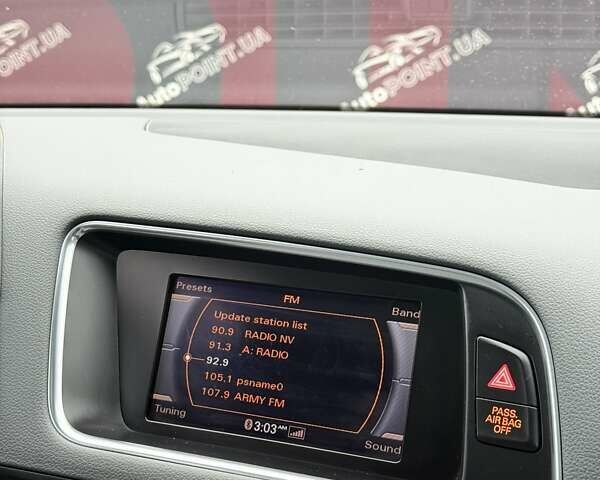 AutoPOINT.UA
AutoPOINT.UA
AutoPOINT.UA
Presets
FM
Band
Update station list
90.9 RADIO NV
91.3 _A: RADIO
92.9
105.1 psname0
107.9 ARMY FM
Tuning
3:03 AM
Sound
PASS.
AIR BAG
OFF